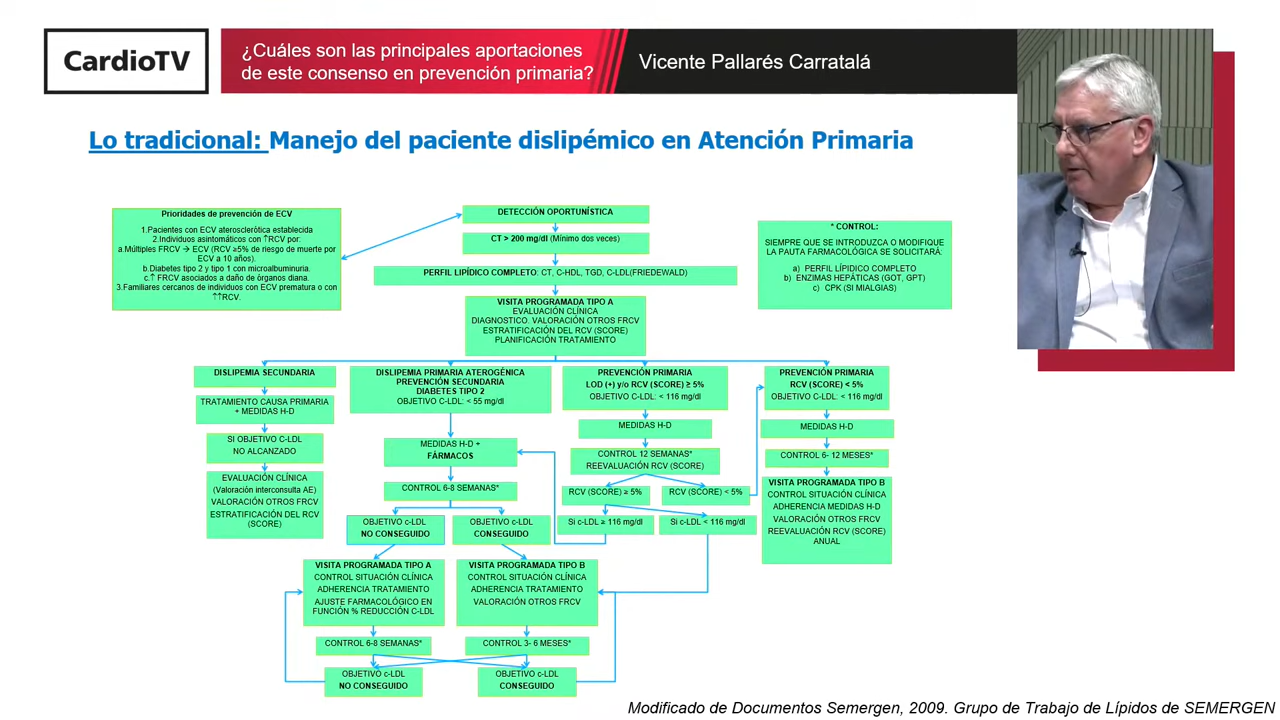 CardioTV
¿Cuáles son las principales aportaciones
de este consenso en prevención primaria?
Vicente Pallarés Carratalá
Lo tradicional: Manejo del paciente dislipémico en Atención Primaria
Prioridades de prevención de ECV
1.Pacientes con ECV aterosclerótica establecida
2.Individuos asintomáticos con ↑RCV por:
a.Múltiples FRCV → ECV (RCV ≥5% de riesgo de muerte por
ECV a 10 años).
b.Diabetes tipo 2 y tipo 1 con microalbuminuria.
c.↑ FRCV asociados a daño de órganos diana.
3.Familiares cercanos de individuos con ECV prematura o con
↑↑RCV.
DETECCIÓN OPORTUNÍSTICA
CT > 200 mg/dl (Mínimo dos veces)
PERFIL LIPÍDICO COMPLETO: CT, C-HDL, TGD, C-LDL(FRIEDEWALD)
VISITA PROGRAMADA TIPO A
EVALUACIÓN CLÍNICA
DIAGNOSTICO. VALORACIÓN OTROS FRCV
ESTRATIFICACIÓN DEL RCV (SCORE)
PLANIFICACIÓN TRATAMIENTO
* CONTROL:
SIEMPRE QUE SE INTRODUZCA O MODIFIQUE
LA PAUTA FARMACOLÓGICA SE SOLICITARÁ:
a) PERFIL LÍPIDICO COMPLETO
b) ENZIMAS HEPÁTICAS (GOT, GPT)
c) CPK (SI MIALGIAS)
DISLIPEMIA SECUNDARIA
TRATAMIENTO CAUSA PRIMARIA
+ MEDIDAS H-D
SI OBJETIVO C-LDL
NO ALCANZADO
EVALUACIÓN CLÍNICA
(Valoración interconsulta AE)
VALORACIÓN OTROS FRCV
ESTRATIFICACIÓN DEL RCV
(SCORE)
DISLIPEMIA PRIMARIA ATEROGÉNICA
PREVENCIÓN SECUNDARIA
DIABETES TIPO 2
OBJETIVO C-LDL: < 55 mg/dl
MEDIDAS H-D +
FÁRMACOS
CONTROL 6-8 SEMANAS*
OBJETIVO c-LDL
NO CONSEGUIDO
OBJETIVO c-LDL
CONSEGUIDO
VISITA PROGRAMADA TIPO A
CONTROL SITUACIÓN CLÍNICA
ADHERENCIA TRATAMIENTO
AJUSTE FARMACOLÓGICO EN
FUNCIÓN % REDUCCIÓN C-LDL
VISITA PROGRAMADA TIPO B
CONTROL SITUACIÓN CLÍNICA
ADHERENCIA TRATAMIENTO
VALORACIÓN OTROS FRCV
CONTROL 6-8 SEMANAS*
CONTROL 3- 6 MESES*
OBJETIVO c-LDL
NO CONSEGUIDO
OBJETIVO c-LDL
CONSEGUIDO
PREVENCIÓN PRIMARIA
LOD (+) y/o RCV (SCORE) ≥ 5%
OBJETIVO C-LDL: < 116 mg/dl
MEDIDAS H-D
CONTROL 12 SEMANAS*
REEVALUACIÓN RCV (SCORE)
RCV (SCORE) ≥ 5%
RCV (SCORE) < 5%
Si c-LDL ≥ 116 mg/dl
Si c-LDL < 116 mg/dl
PREVENCIÓN PRIMARIA
RCV (SCORE) < 5%
OBJETIVO C-LDL: < 116 mg/dl
MEDIDAS H-D
CONTROL 6- 12 MESES*
VISITA PROGRAMADA TIPO B
CONTROL SITUACIÓN CLÍNICA
ADHERENCIA MEDIDAS H-D
VALORACIÓN OTROS FRCV
REEVALUACIÓN RCV (SCORE)
ANUAL
Modificado de Documentos Semergen, 2009. Grupo de Trabajo de Lípidos de SEMERGEN